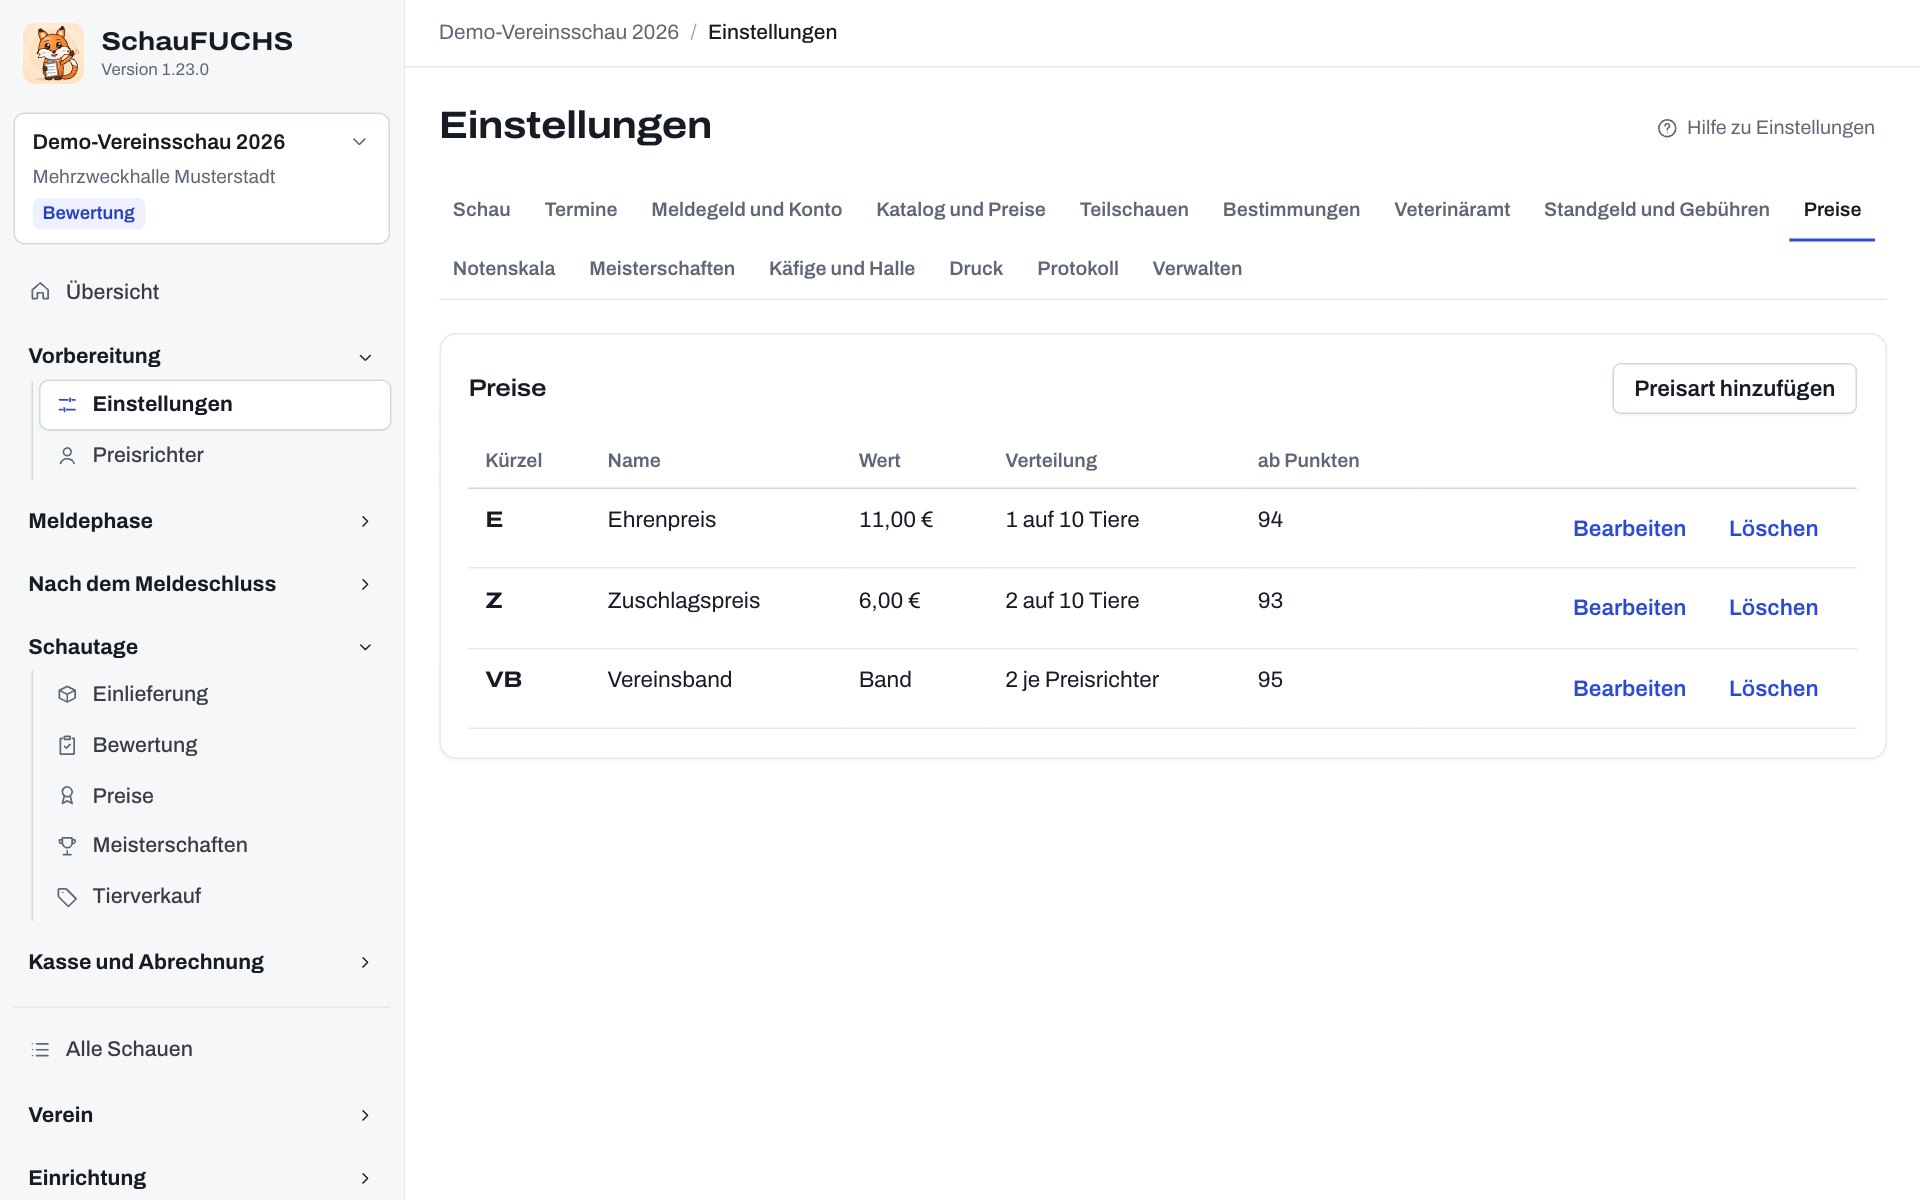 SchauFUCHS
Version 1.23.0
Demo-Vereinsschau 2026
Mehrzweckhalle Musterstadt
Bewertung
Übersicht
Vorbereitung
Einstellungen
Preisrichter
Meldephase
Nach dem Meldeschluss
Schautage
Einlieferung
Bewertung
Preise
Meisterschaften
Tierverkauf
Kasse und Abrechnung
Alle Schauen
Verein
Einrichtung
Demo-Vereinsschau 2026 / Einstellungen
Einstellungen
Hilfe zu Einstellungen
Schau Termine Meldegeld und Konto Katalog und Preise Teilschauen Bestimmungen Veterinäramt Standgeld und Gebühren Preise
Notenskala Meisterschaften Käfige und Halle Druck Protokoll Verwalten
Preise
Preisart hinzufügen
Kürzel Name Wert Verteilung ab Punkten
E Ehrenpreis 11,00 € 1 auf 10 Tiere 94 Bearbeiten Löschen
Z Zuschlagspreis 6,00 € 2 auf 10 Tiere 93 Bearbeiten Löschen
VB Vereinsband Band 2 je Preisrichter 95 Bearbeiten Löschen